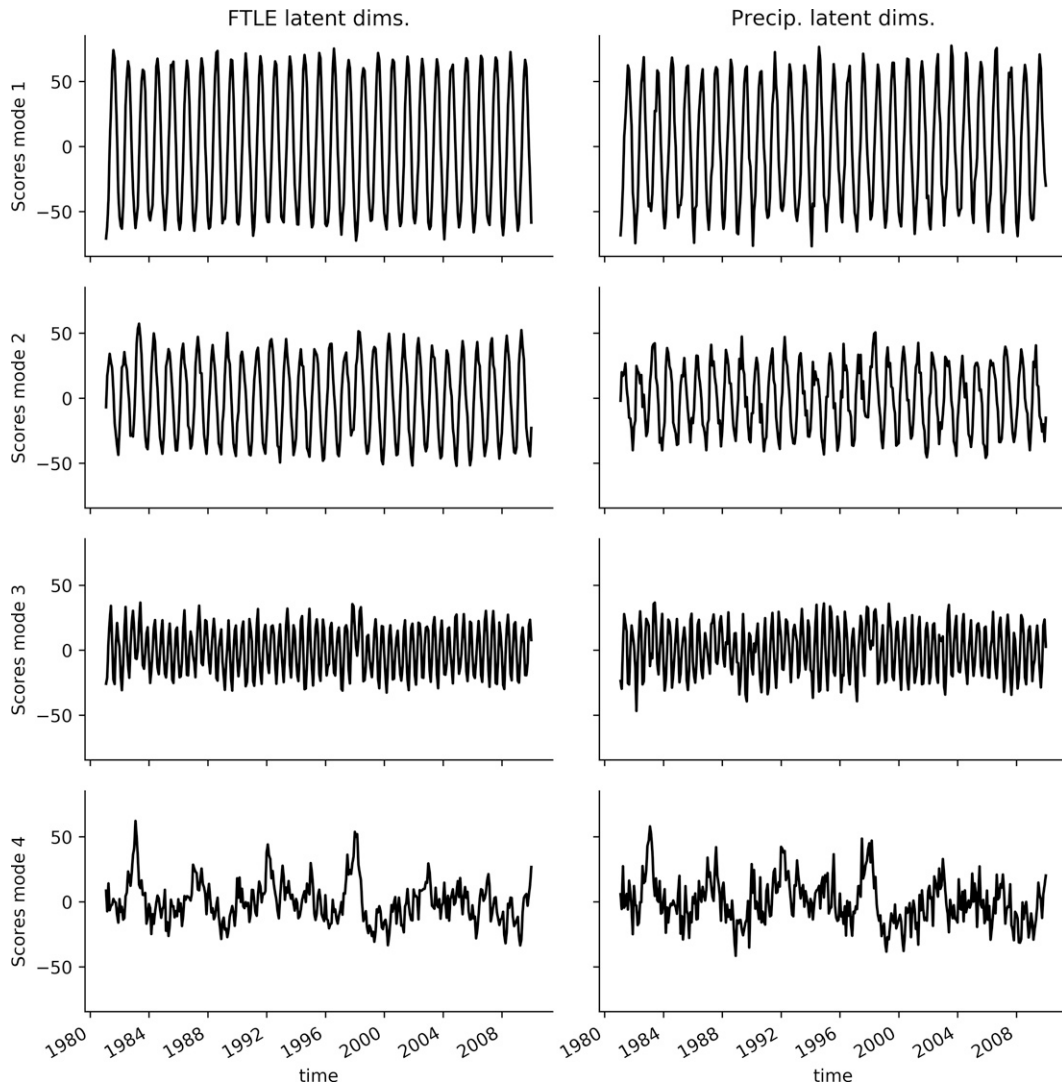 FTLE latent dims.
Precip. latent dims.
Scores mode 1
50
0
−50
Scores mode 2
50
0
−50
Scores mode 3
50
0
−50
Scores mode 4
50
0
−50
1980 1984 1988 1992 1996 2000 2004 2008
time
1980 1984 1988 1992 1996 2000 2004 2008
time